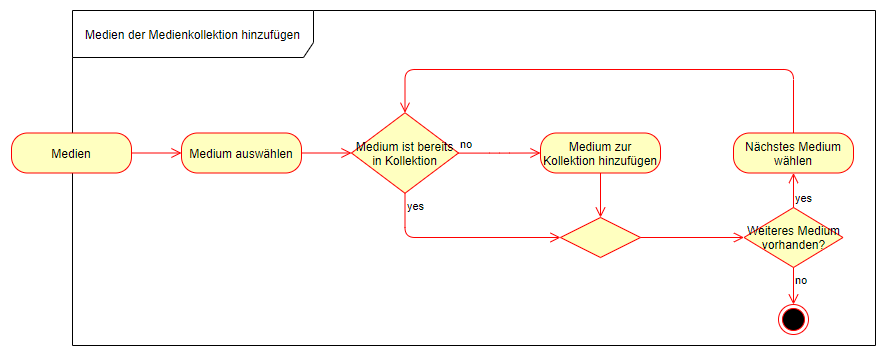 Medien der Medienkollektion hinzufügen
Medien
Medium auswählen
Medium ist bereits
in Kollektion
no
yes
Medium zur
Kollektion hinzufügen
Nächstes Medium
wählen
yes
Weiteres Medium
vorhanden?
no